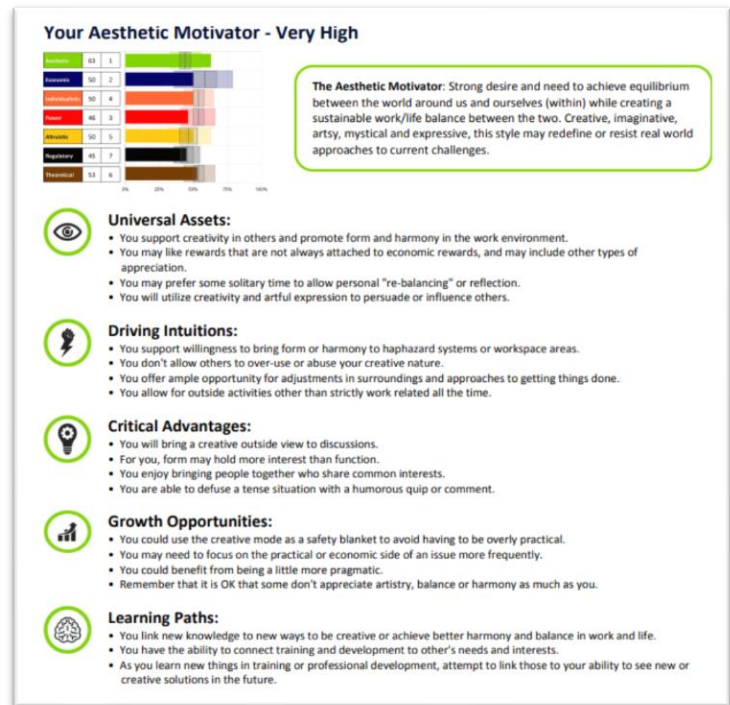 Your Aesthetic Motivator - Very High
Aesthetic 63 1
Economic 50 2
Individualistic 50 4
Power 46 3
Altruistic 50 5
Regulatory 45 7
Theoretical 53 6
0% 25% 50% 75% 100%
The Aesthetic Motivator: Strong desire and need to achieve equilibrium
between the world around us and ourselves (within) while creating a
sustainable work/life balance between the two. Creative, imaginative,
artsy, mystical and expressive, this style may redefine or resist real world
approaches to current challenges.
Universal Assets:
• You support creativity in others and promote form and harmony in the work environment.
• You may like rewards that are not always attached to economic rewards, and may include other types of
appreciation.
• You may prefer some solitary time to allow personal "re-balancing" or reflection.
• You will utilize creativity and artful expression to persuade or influence others.
Driving Intuitions:
• You support willingness to bring form or harmony to haphazard systems or workspace areas.
• You don't allow others to over-use or abuse your creative nature.
• You offer ample opportunity for adjustments in surroundings and approaches to getting things done.
• You allow for outside activities other than strictly work related all the time.
Critical Advantages:
• You will bring a creative outside view to discussions.
• For you, form may hold more interest than function.
• You enjoy bringing people together who share common interests.
• You are able to defuse a tense situation with a humorous quip or comment.
Growth Opportunities:
• You could use the creative mode as a safety blanket to avoid having to be overly practical.
• You may need to focus on the practical or economic side of an issue more frequently.
• You could benefit from being a little more pragmatic.
• Remember that it is OK that some don't appreciate artistry, balance or harmony as much as you.
Learning Paths:
• You link new knowledge to new ways to be creative or achieve better harmony and balance in work and life.
• You have the ability to connect training and development to other's needs and interests.
• As you learn new things in training or professional development, attempt to link those to your ability to see new or
creative solutions in the future.